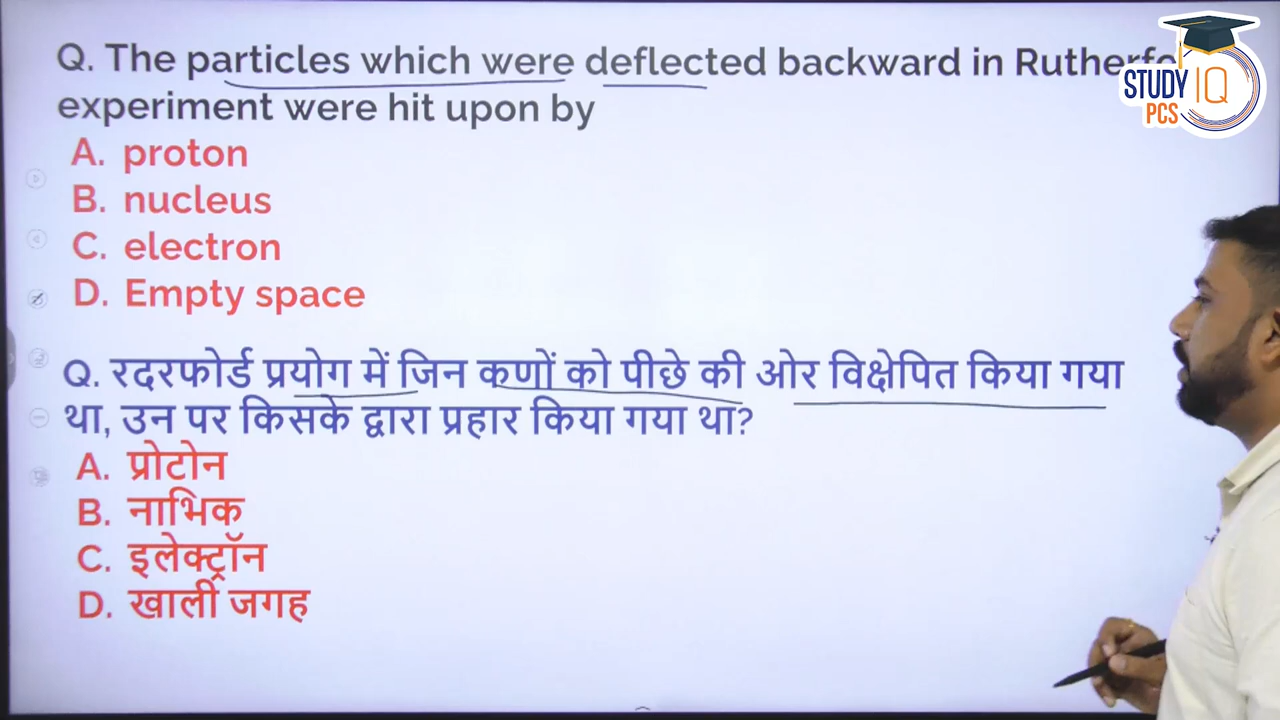 Q. The particles which were deflected backward in
experiment were hit upon by
A. proton
B. nucleus
C. electron
D. Empty space
Q. रदरफोर्ड प्रयोग में जिन कणों को पीछे की ओर विक्षेपित किया गया
था, उन पर किसके द्वारा प्रहार किया गया था?
A. प्रोटोन
B. नाभिक
C. इलेक्ट्रॉन
D. खाली जगह
STUDY IQ
PCS